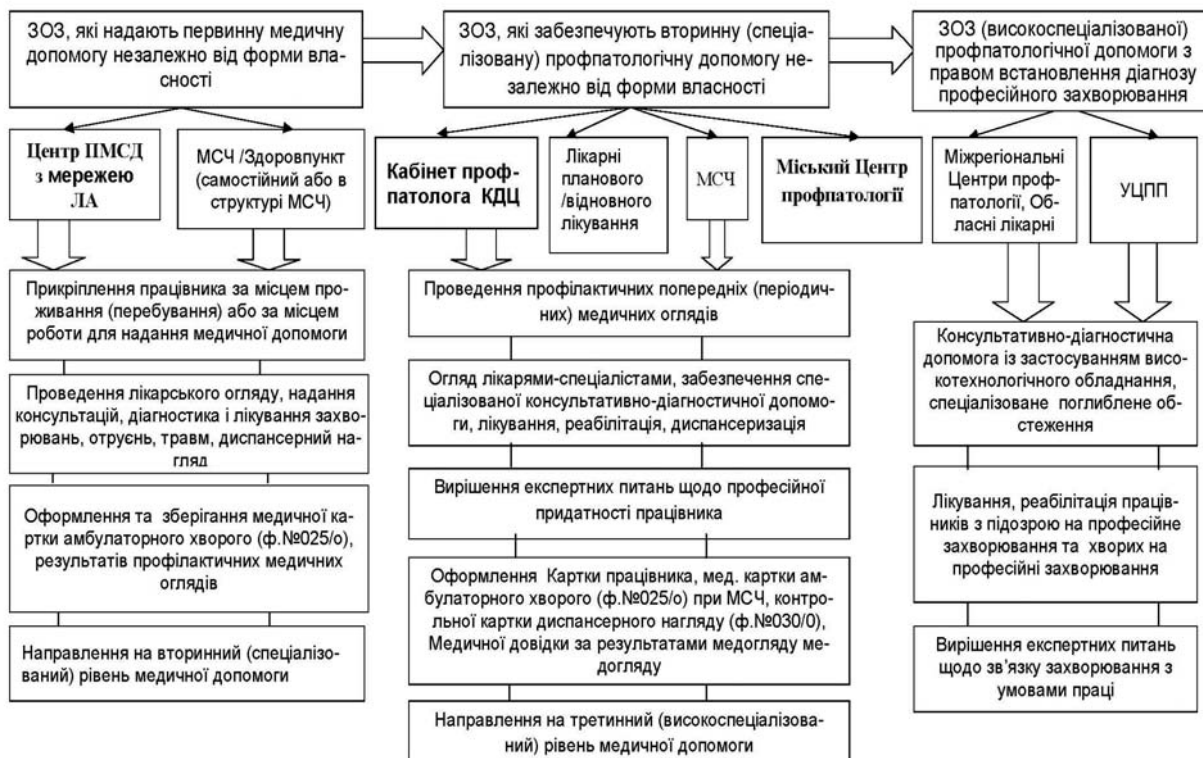 ЗОЗ, які надають первинну медичну
допомогу незалежно від форми вла-
сності
ЗОЗ, які забезпечують вторинну (спеці-
алізовану) профпатологічну допомогу не-
залежно від форми власності
ЗОЗ (високоспеціалізованої)
профпатологічної допомоги з
правом встановлення діагнозу
професійного захворювання
Центр ПМСД
з мережею
ЛА
МСЧ /Здоровпункт
(самостійний або в
структурі МСЧ)
Кабінет проф-
патолога КДЦ
Лікарні
планового
/відновного
лікування
МСЧ
Міський Центр
профпатології
Міжрегіональні
Центри проф-
патології, Об-
ласні лікарні
УЦПП
Прикріплення працівника за місцем про-
живання (перебування) або за місцем
роботи для надання медичної допомоги
Проведення лікарського огляду, надання
консультацій, діагностика і лікування захво-
рювань, отруєнь, травм, диспансерний на-
гляд
Оформлення та зберігання медичної ка-
ртки амбулаторного хворого (ф.№025/о),
результатів профілактичних медичних
оглядів
Направлення на вторинний (спеціалізо-
ваний) рівень медичної допомоги
Проведення профілактичних попередніх (періоди-
чних) медичних оглядів
Огляд лікарями-спеціалістами, забезпечення спе-
ціалізованої консультативно-діагностичної допомо-
ги, лікування, реабілітація, диспансеризація
Вирішення експертних питань щодо професійної
придатності працівника
Оформлення Картки працівника, мед. картки ам-
булаторного хворого (ф.№025/о) при МСЧ, контро-
льної картки диспансерного нагляду (ф.№030/0),
Медичної довідки за результатами медогляду ме-
догляду
Направлення на третинний (високоспеціалізова-
ний) рівень медичної допомоги
Консультативно-діагностична
допомога із застосуванням висо-
котехнологічного обладнання,
спеціалізоване поглиблене об-
стеження
Лікування, реабілітація праців-
ників з підозрою на професійне
захворювання та хворих на
професійні захворювання
Вирішення експертних питань
щодо зв'язку захворювання з
умовами праці